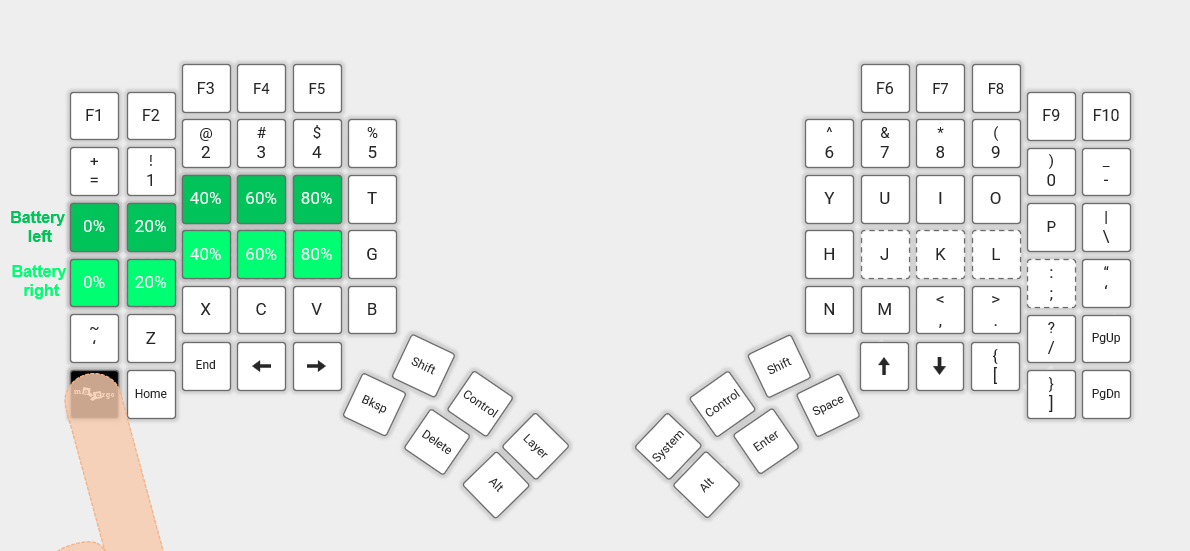 F3 F4 F5
F6 F7 F8
F1 F2
F9 F10
@ # $ %
2 3 4 5
^ & * (
6 7 8 9
+ !
= 1
) _
0 -
40% 60% 80% T
Y U I O
Battery
left
0% 20%
P |
\
40% 60% 80% G
H J K L
Battery
right
0% 20%
: “
; ‘
X C V B
N M < >
, .
~ Z
‘
? PgUp
/
End ← →
↑ ↓ {
[
Home
} PgDn
]
Shift
Bksp
Control
Delete
Layer
Alt
Shift
Control
Space
System
Enter
Alt